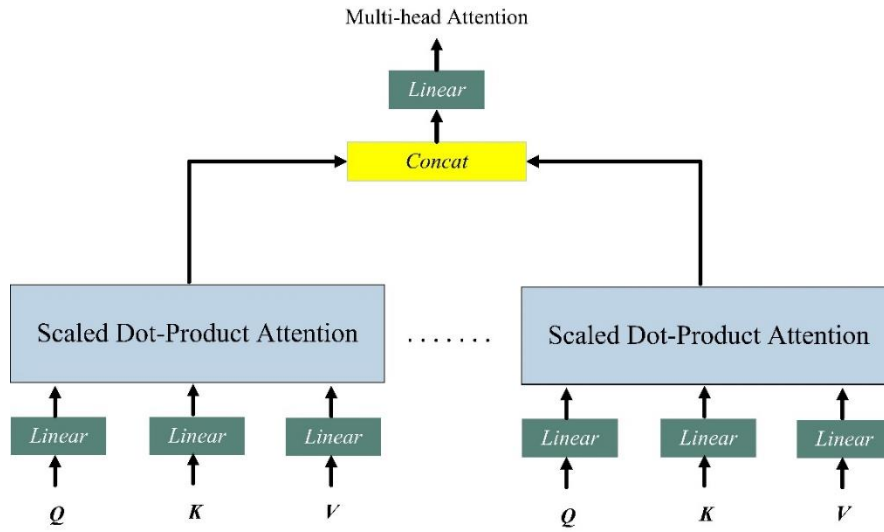 Multi-head Attention
Linear
Concat
Scaled Dot-Product Attention
. . . . . . .
Scaled Dot-Product Attention
Linear Linear Linear Linear Linear Linear
Q K V Q K V